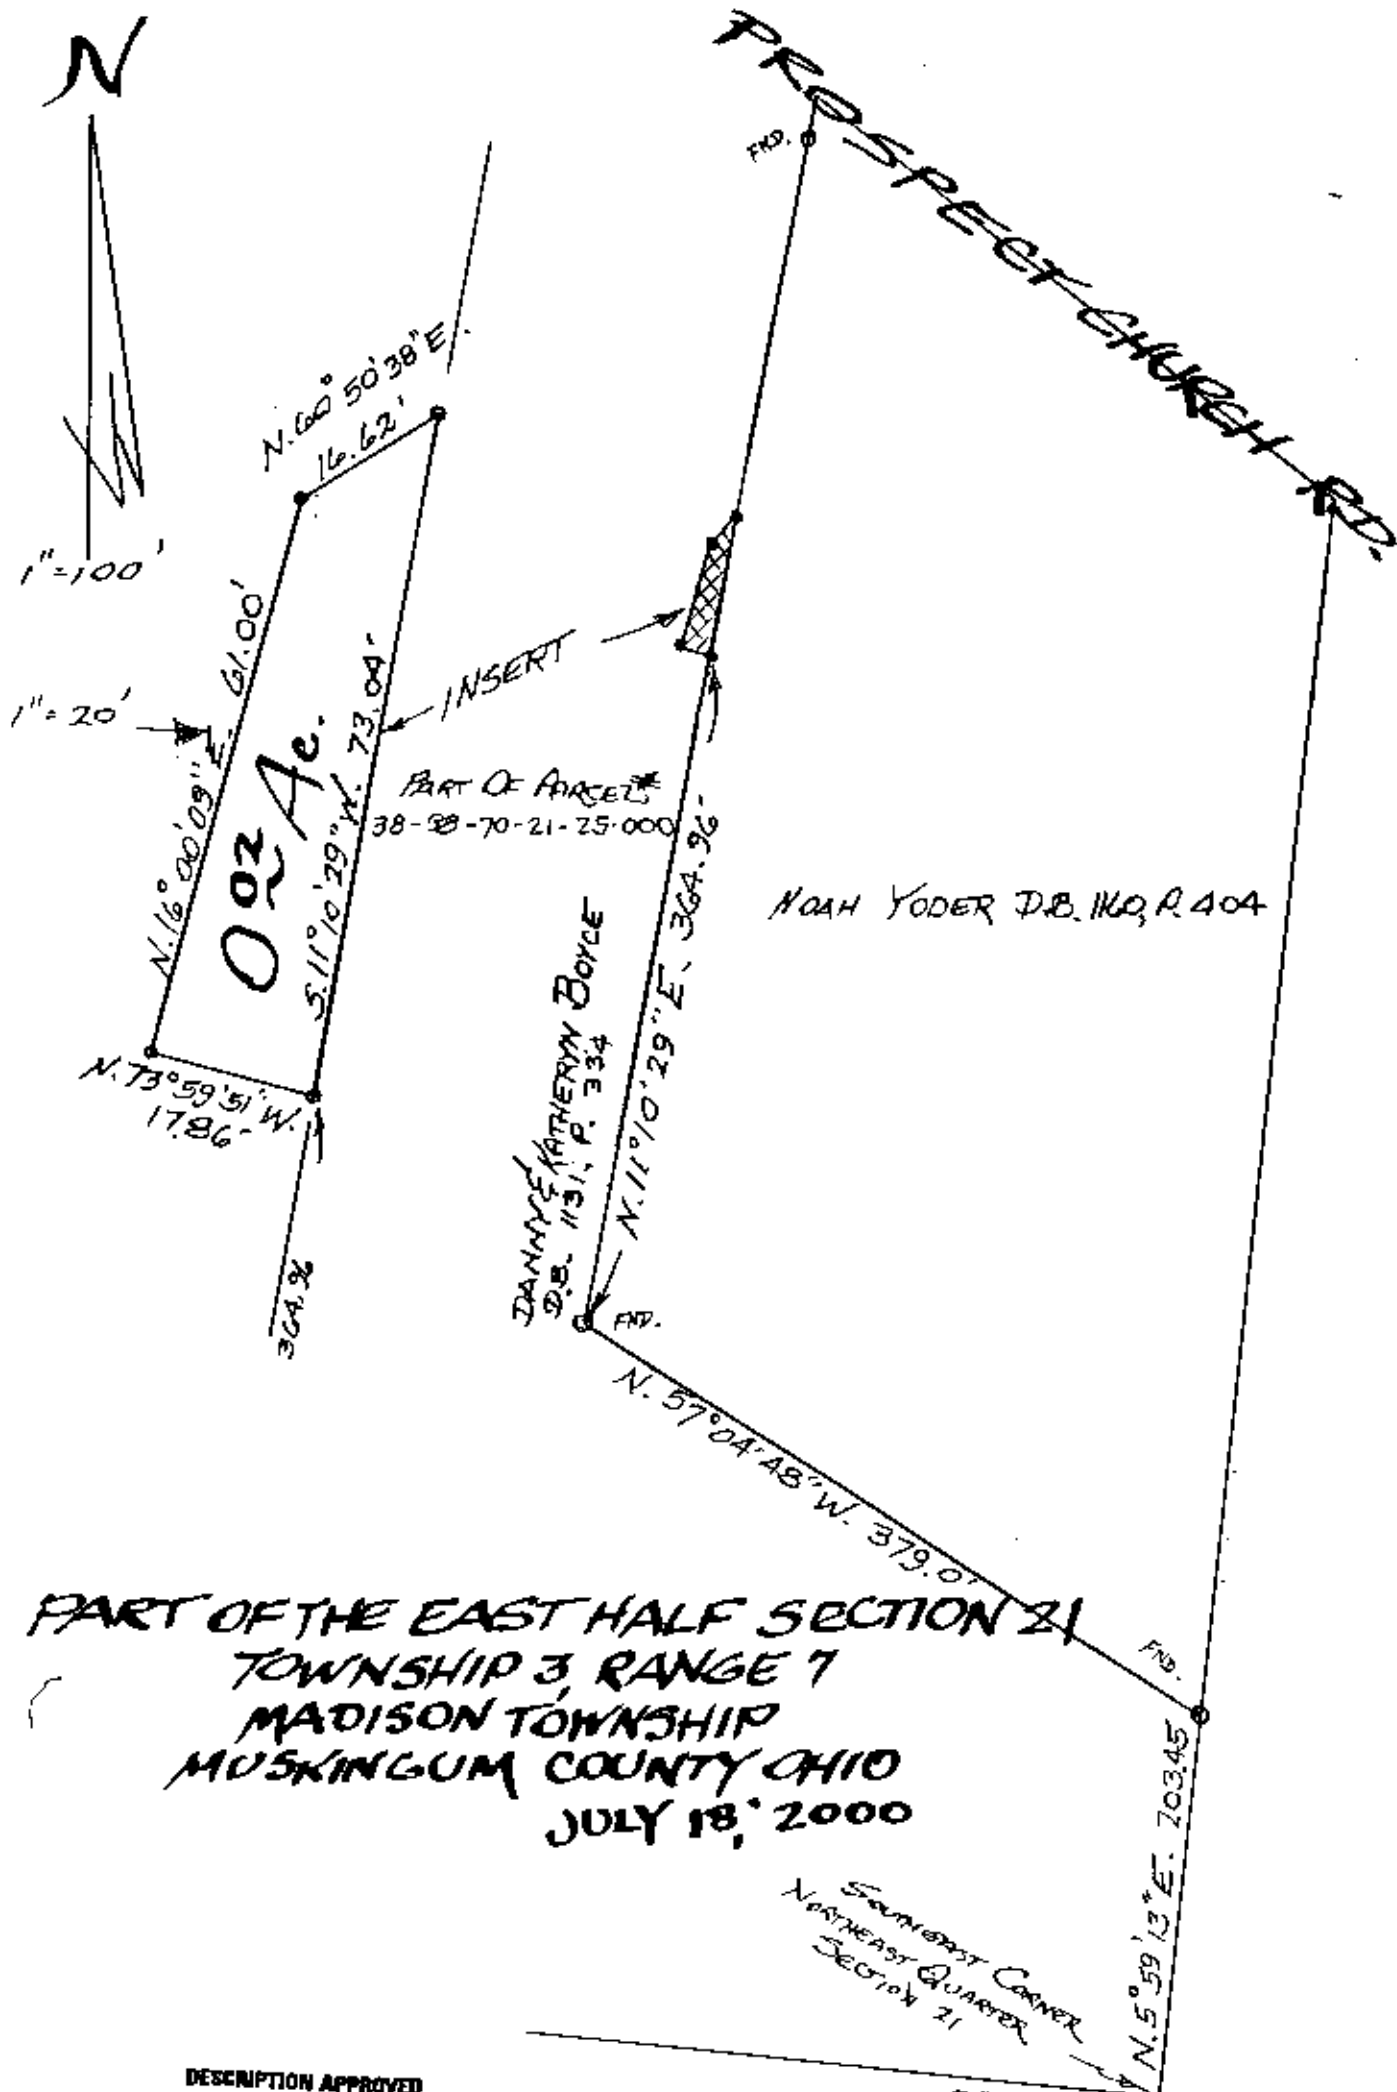 N
PROSPECT CHURCH RD.
FND.
N. 60° 50' 38" E.
16.62'
1"=100'
61.00'
N. 16° 00' 09" E.
1"=20'
INSERT
0.02 Ac.
S. 11° 10' 29" W. 73.04'
PART OF PARCEL #
38-70-21-25-000
NOAH YODER D.B. 1160, P. 404
N. 11° 10' 29" E. 364.96'
DANNY & KATHERYN BOYCE
D.B. 1131, P. 334
N. 73° 59' 51" W.
17.86'
364.96
FND.
N. 57° 04' 48" W. 379.0'
PART OF THE EAST HALF SECTION 21
TOWNSHIP 3, RANGE 7
MADISON TOWNSHIP
MUSKINGUM COUNTY OHIO
JULY 18, 2000
FND.
N. 5° 59' 13" E. 703.45
SOUTHEAST CORNER
NORTHEAST QUARTER
SECTION 21
DESCRIPTION APPROVED